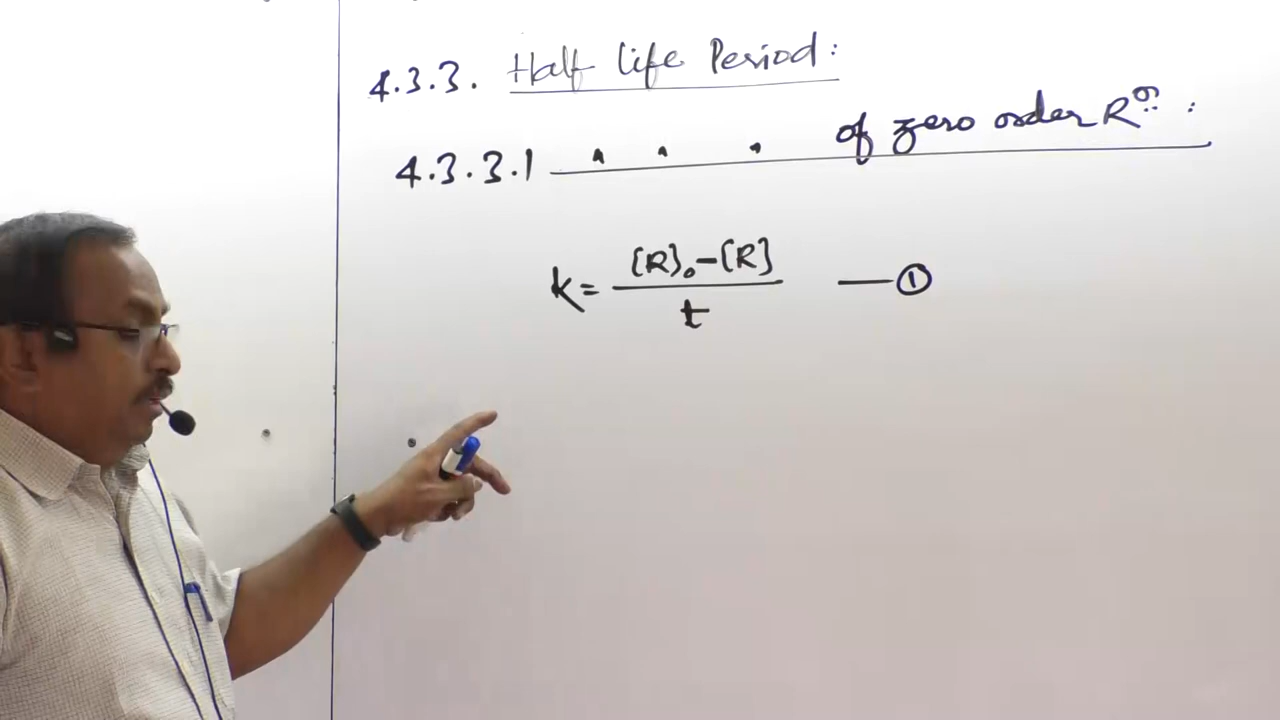 4.3.3. Half life Period:
4.3.3.1 " " " of zero order Rⁿ:
k = [R]₀ - [R] / t —①